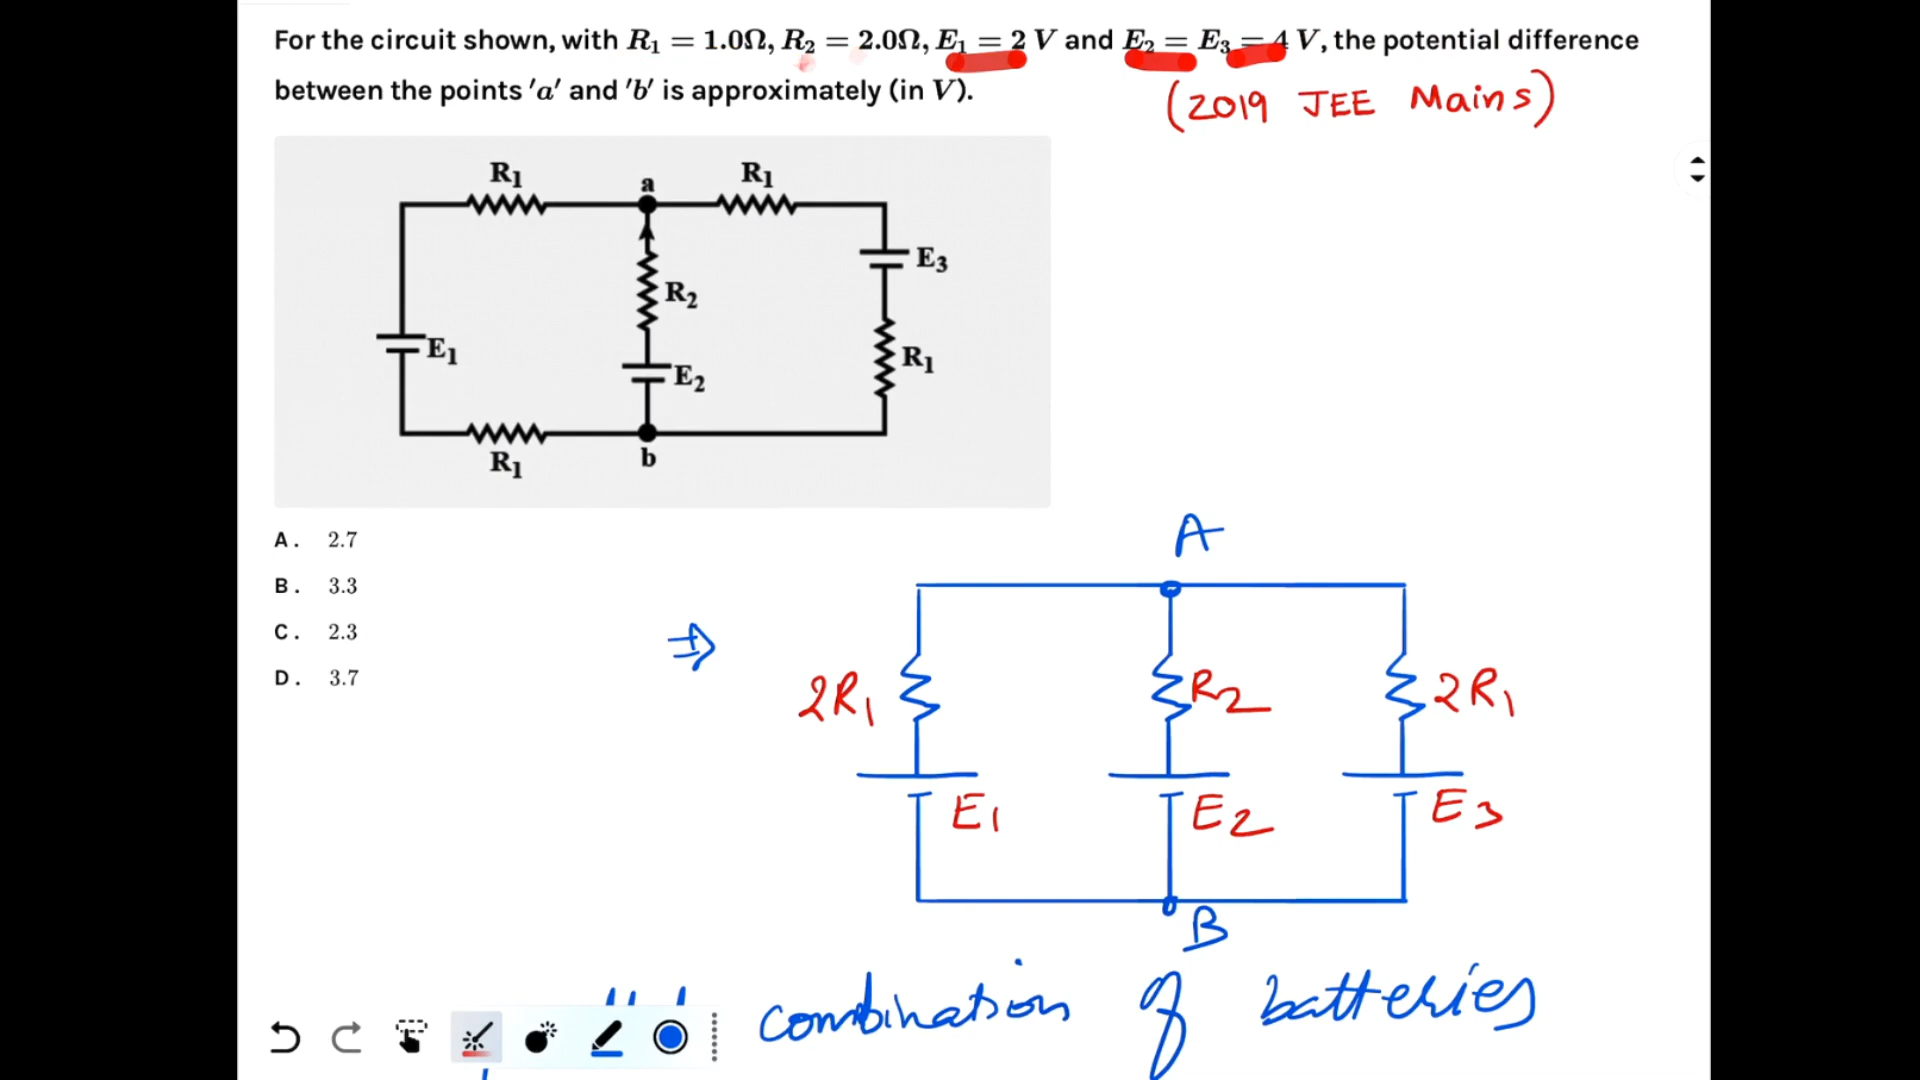 For the circuit shown, with R₁ = 1.0Ω, R₂ = 2.0Ω, E₁ = 2 V and E₂ = E₃ = 4 V, the potential difference
between the points 'a' and 'b' is approximately (in V).
(2019 JEE Mains)
R₁
a
R₁
E₃
R₂
E₁
R₁
E₂
R₁
b
A. 2.7
B. 3.3
C. 2.3
D. 3.7
A
⇒
2R₁
R₂
2R₁
E₁
E₂
E₃
B
combination of batteries